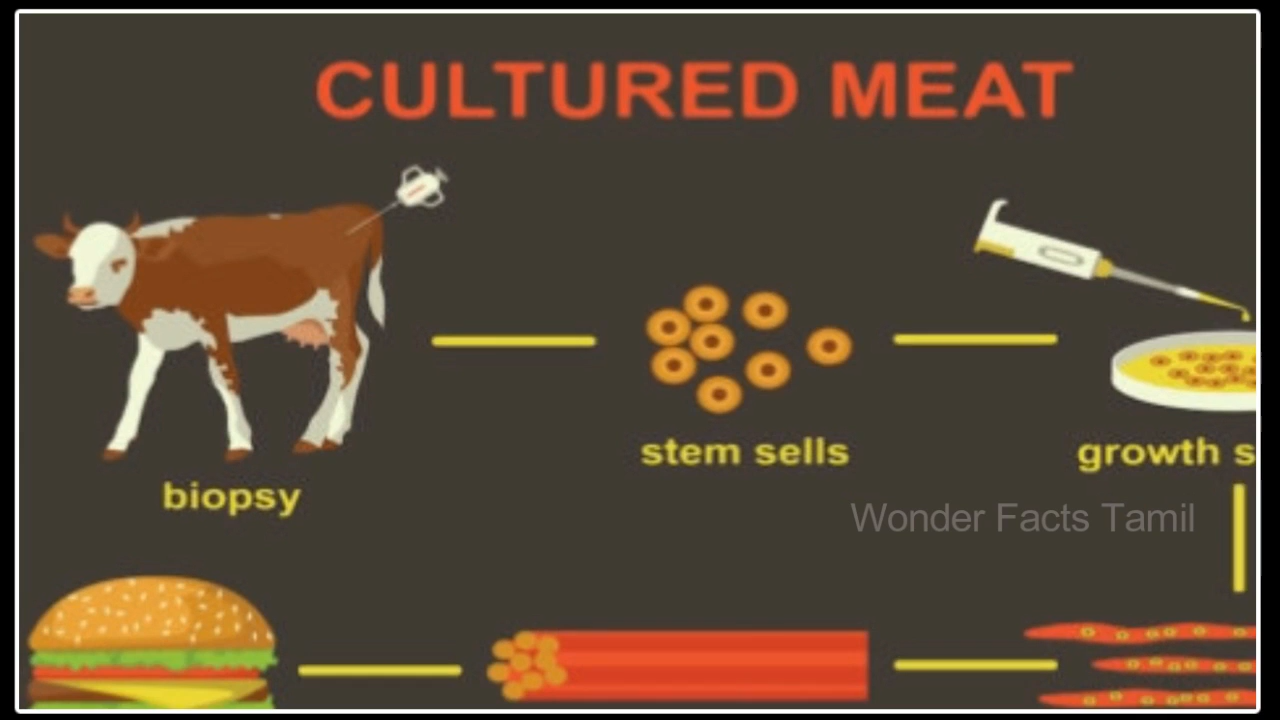 CULTURED MEAT
stem sells
growth s
biopsy
Wonder Facts Tamil